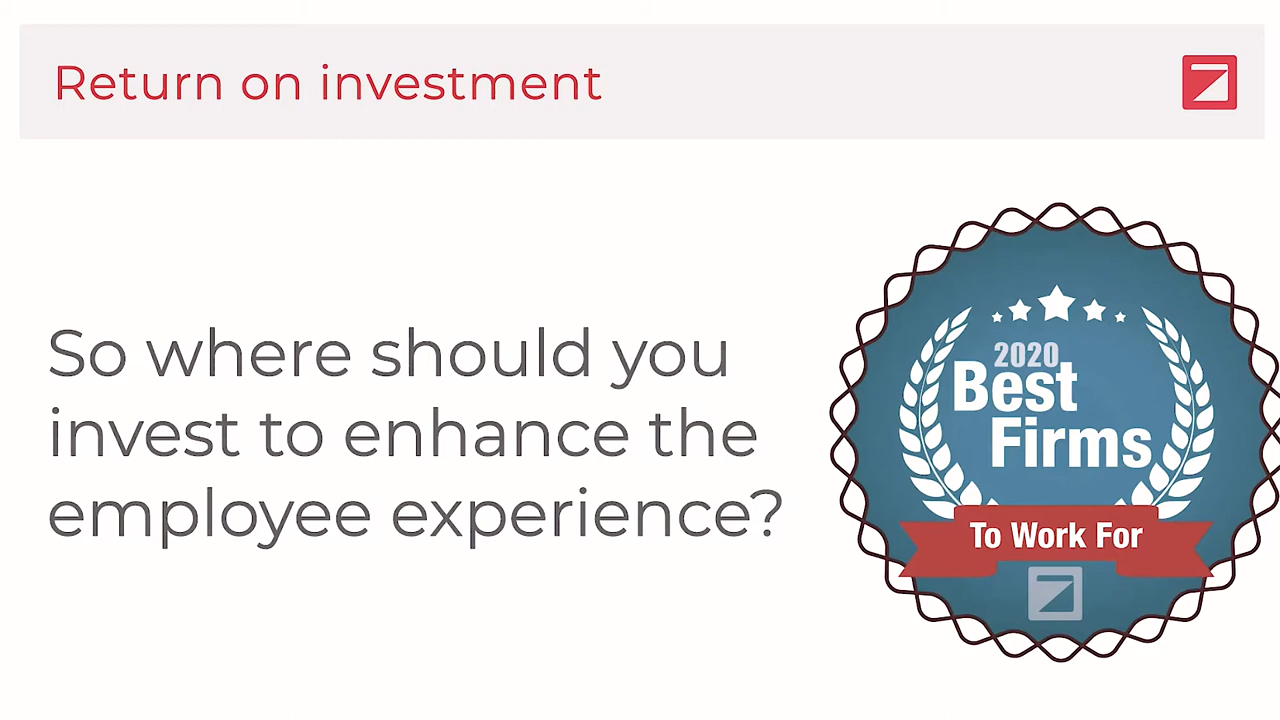 Return on investment
So where should you
invest to enhance the
employee experience?
2020
Best
Firms
To Work For